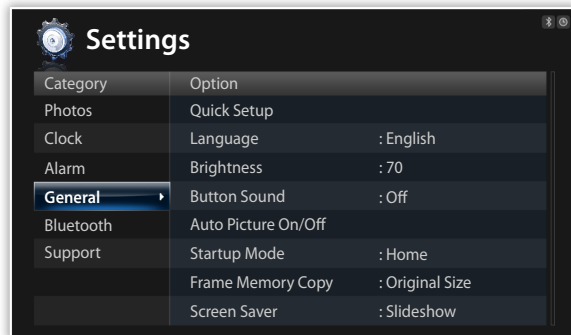 Settings
Category Option
Photos Quick Setup
Clock Language : English
Alarm Brightness : 70
General Button Sound : Off
Bluetooth Auto Picture On/Off
Support Startup Mode : Home
Frame Memory Copy : Original Size
Screen Saver : Slideshow